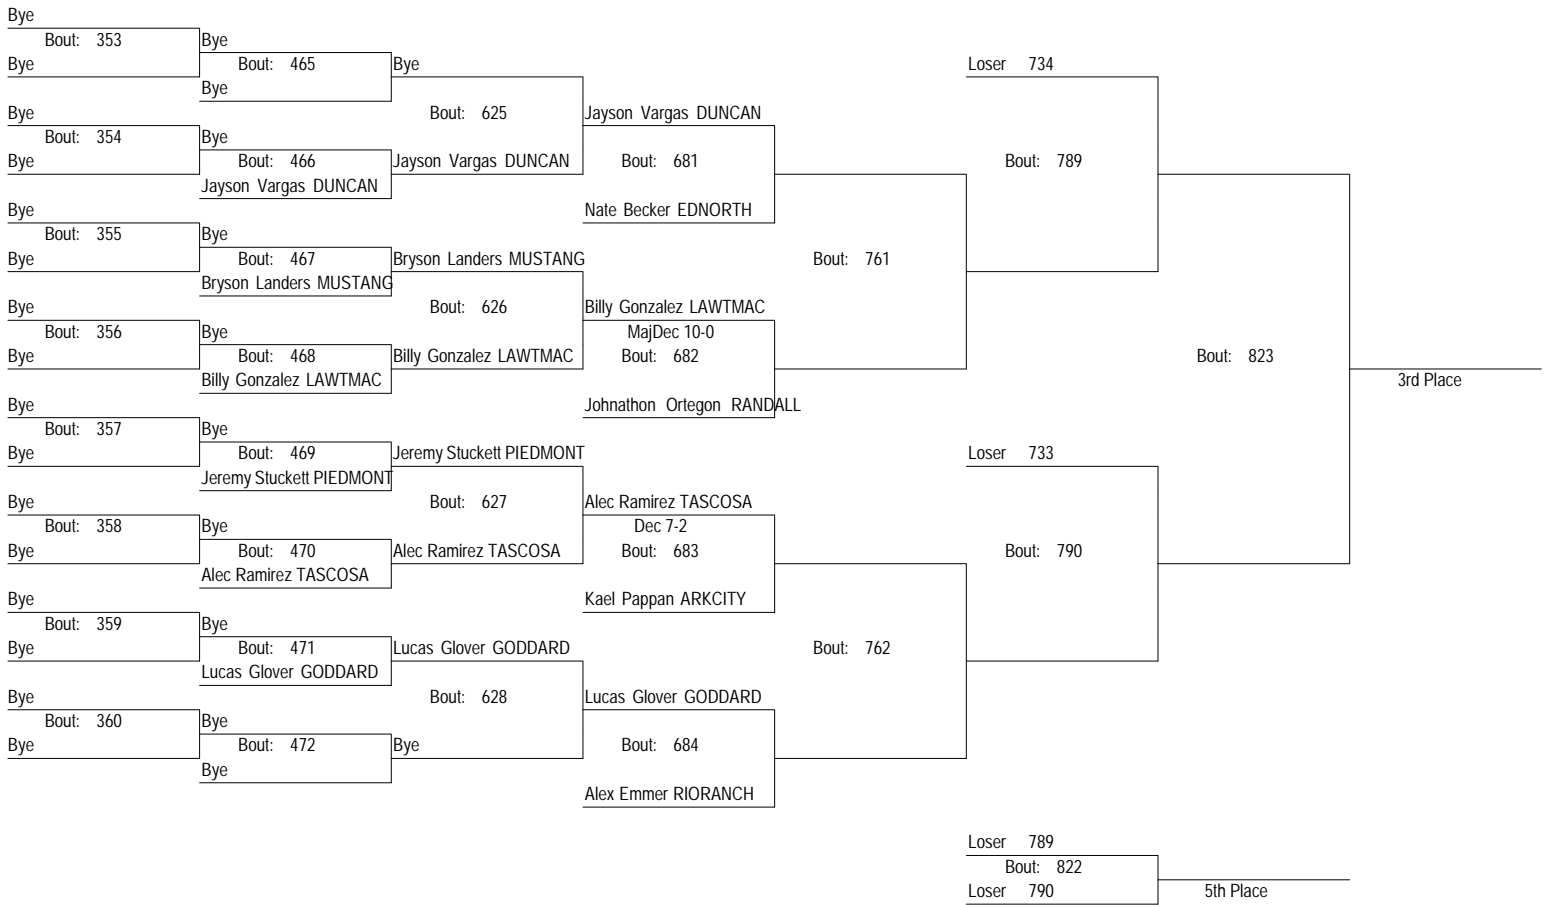 Bye
Bout: 353
Bye
Bye
Bout: 465
Bye
Bye
Loser 734
Bye
Bye
Bout: 625
Jayson Vargas DUNCAN
Bout: 354
Bye
Bye
Bout: 466
Jayson Vargas DUNCAN
Bout: 681
Bout: 789
Jayson Vargas DUNCAN
Bye
Nate Becker EDNORTH
Bout: 355
Bye
Bye
Bout: 467
Bryson Landers MUSTANG
Bout: 761
Bryson Landers MUSTANG
Bye
Bout: 626
Billy Gonzalez LAWTMAC
Bout: 356
Bye
MajDec 10-0
Bye
Bout: 468
Billy Gonzalez LAWTMAC
Bout: 682
Bout: 823
Billy Gonzalez LAWTMAC
3rd Place
Bye
Johnathon Ortegon RANDALL
Bout: 357
Bye
Bye
Bout: 469
Jeremy Stuckett PIEDMONT
Loser 733
Jeremy Stuckett PIEDMONT
Bye
Bout: 627
Alec Ramirez TASCOSA
Bout: 358
Bye
Dec 7-2
Bye
Bout: 470
Alec Ramirez TASCOSA
Bout: 683
Bout: 790
Alec Ramirez TASCOSA
Bye
Kael Pappan ARKCITY
Bout: 359
Bye
Bye
Bout: 471
Lucas Glover GODDARD
Bout: 762
Lucas Glover GODDARD
Bye
Bout: 628
Lucas Glover GODDARD
Bout: 360
Bye
Bye
Bout: 472
Bye
Bout: 684
Bye
Alex Emmer RIORANCH
Loser 789
Bout: 822
Loser 790
5th Place